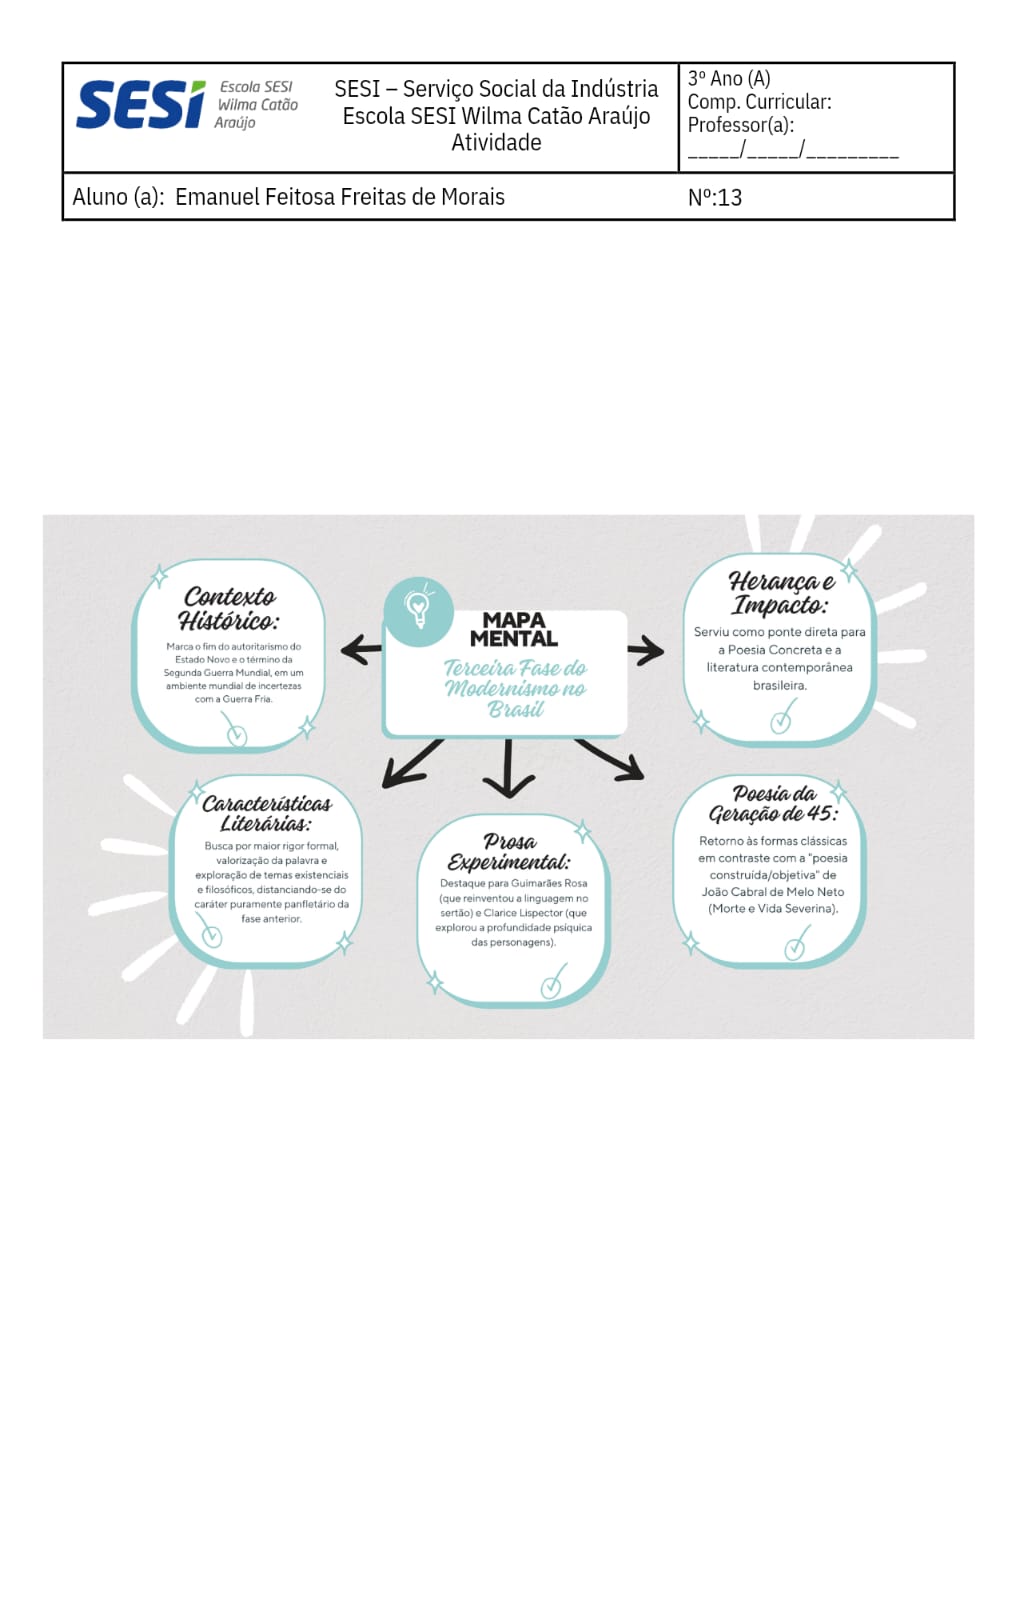 SESI
Escola SESI
Wilma Catão
Araújo
SESI – Serviço Social da Indústria
Escola SESI Wilma Catão Araújo
Atividade
3º Ano (A)
Comp. Curricular:
Professor(a):
_____/_____/_________
Aluno (a): Emanuel Feitosa Freitas de Morais
Nº:13
MAPA
MENTAL
Terceira Fase do
Modernismo no
Brasil
Contexto
Histórico:
Marca o fim do autoritarismo do
Estado Novo e o término da
Segunda Guerra Mundial, em um
ambiente mundial de incertezas
com a Guerra Fria.
Herança e
Impacto:
Serviu como ponte direta para
a Poesia Concreta e a
literatura contemporânea
brasileira.
Características
Literárias:
Busca por maior rigor formal,
valorização da palavra e
exploração de temas existenciais
e filosóficos, distanciando-se do
caráter puramente panfletário da
fase anterior.
Prosa
Experimental:
Destaque para Guimarães Rosa
(que reinventou a linguagem no
sertão) e Clarice Lispector (que
explorou a profundidade psíquica
das personagens).
Poesia da
Geração de 45:
Retorno às formas clássicas
em contraste com a "poesia
construída/objetiva" de
João Cabral de Melo Neto
(Morte e Vida Severina).